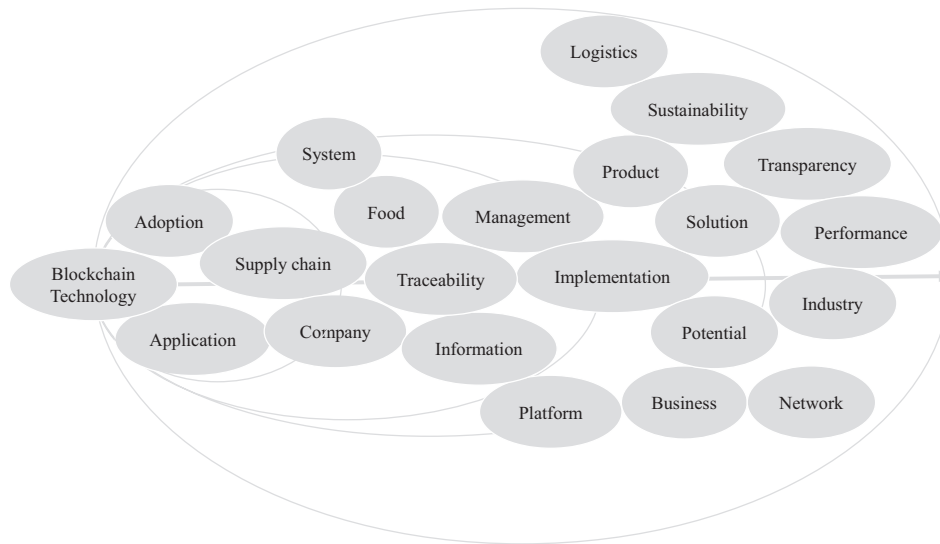 Logistics
Sustainability
System
Product
Transparency
Adoption
Food
Management
Solution
Performance
Blockchain
Technology
Supply chain
Traceability
Implementation
Industry
Application
Company
Information
Potential
Platform
Business
Network